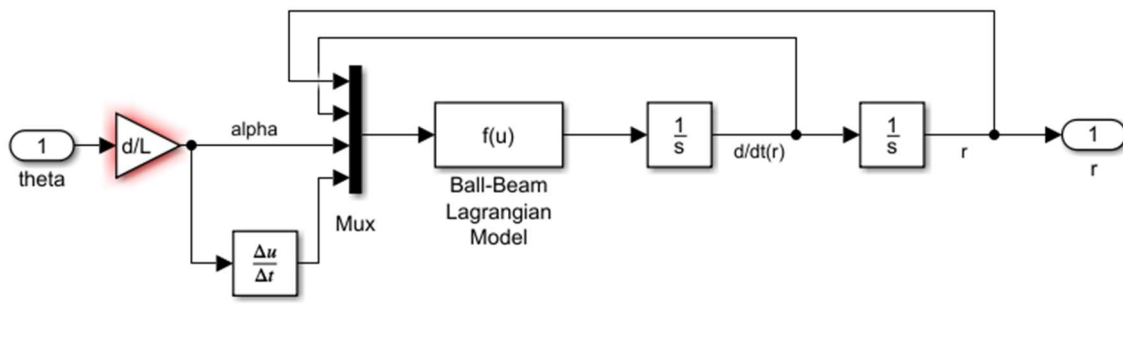 1
theta
d/L
alpha
Δu
Δt
Mux
f(u)
Ball-Beam
Lagrangian
Model
1
s
d/dt(r)
1
s
r
1
r